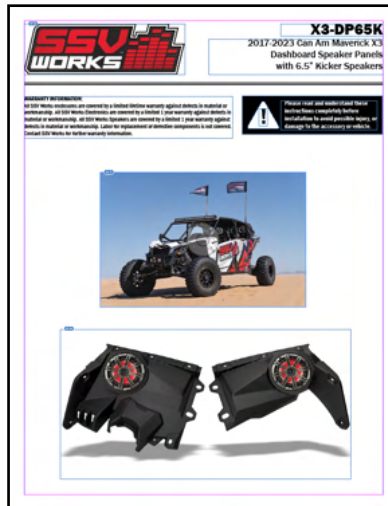 SSV
WORKS
X3-DP65K
2017-2023 Can Am Maverick X3
Dashboard Speaker Panels
with 6.5" Kicker Speakers
WARRANTY INFORMATION:
All SSV Works enclosures are covered by a limited lifetime warranty against defects in material or
workmanship. All SSV Works Electronics are covered by a limited 1 year warranty against defects in
material or workmanship. All SSV Works Speakers are covered by a limited 1 year warranty against
defects in materials or workmanship. Labor for replacement of defective components is not covered.
Contact SSV Works for further warranty information.
Please read and understand these
instructions completely before
installation to avoid possible injury, or
damage to the accessory or vehicle.